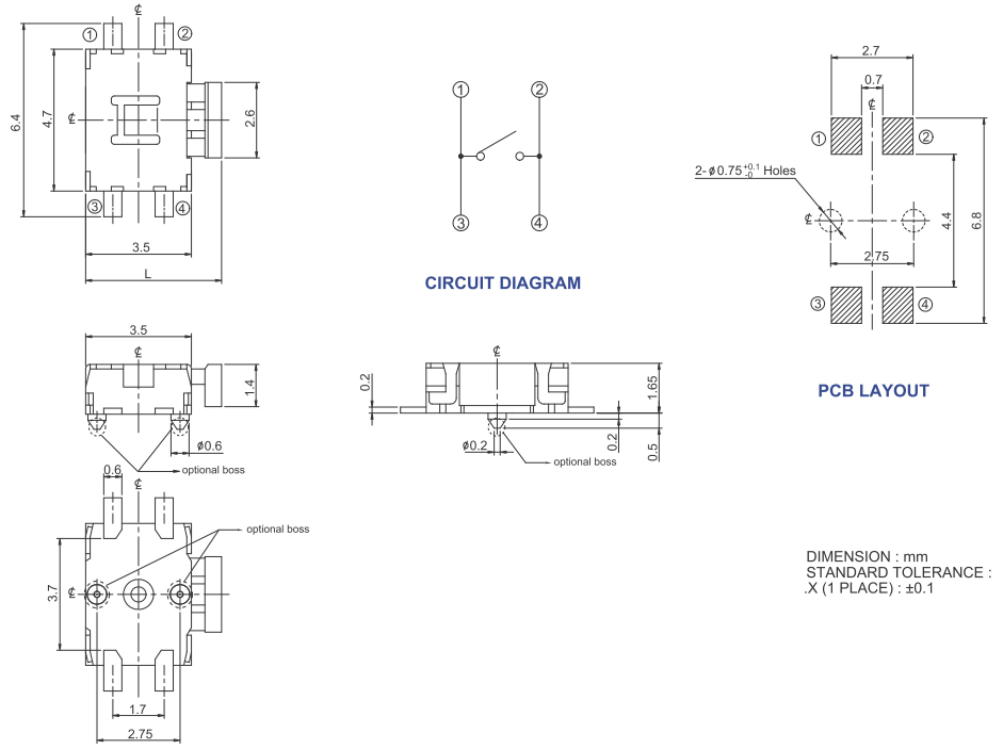 ℄
① ②
6.4
4.7
℄
2.6
③ ④
3.5
L
① ②
③ ④
CIRCUIT DIAGRAM
2.7
0.7
℄
① ②
2-ø0.75 +0.1 -0 Holes
℄
2.75
4.4
6.8
③ ④
PCB LAYOUT
3.5
℄
1.4
ø0.6
optional boss
℄
0.2
1.65
ø0.2
0.2
0.5
optional boss
0.6
℄
optional boss
3.7
℄
1.7
2.75
DIMENSION : mm
STANDARD TOLERANCE :
.X (1 PLACE) : ±0.1